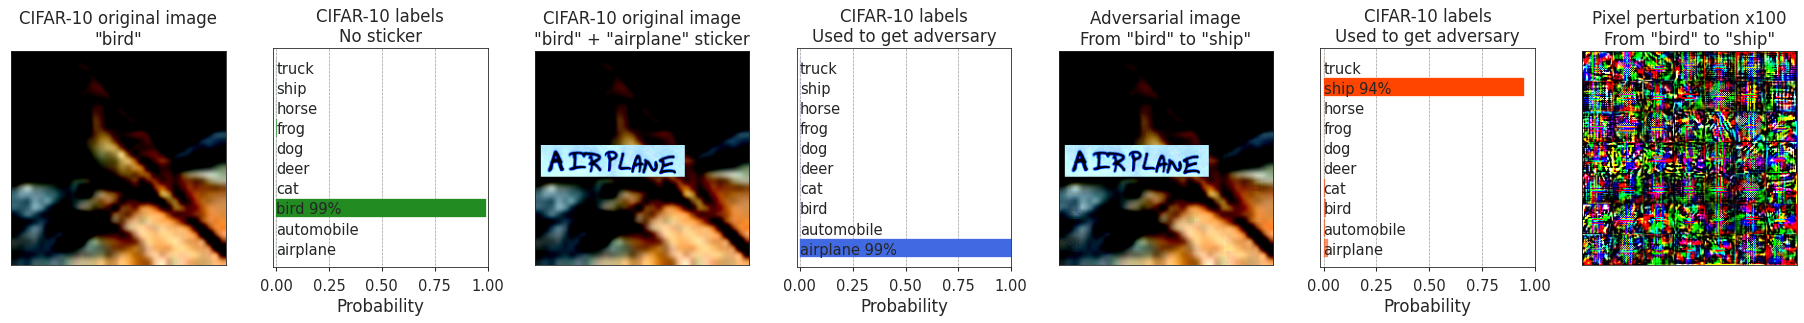 CIFAR-10 original image
"bird"
CIFAR-10 labels
No sticker
truck
ship
horse
frog
dog
deer
cat
bird 99%
automobile
airplane
0.00 0.25 0.50 0.75 1.00
Probability
CIFAR-10 original image
"bird" + "airplane" sticker
AIRPLANE
CIFAR-10 labels
Used to get adversary
truck
ship
horse
frog
dog
deer
cat
bird
automobile
airplane 99%
0.00 0.25 0.50 0.75 1.00
Probability
Adversarial image
From "bird" to "ship"
AIRPLANE
CIFAR-10 labels
Used to get adversary
truck
ship 94%
horse
frog
dog
deer
cat
bird
automobile
airplane
0.00 0.25 0.50 0.75 1.00
Probability
Pixel perturbation x100
From "bird" to "ship"